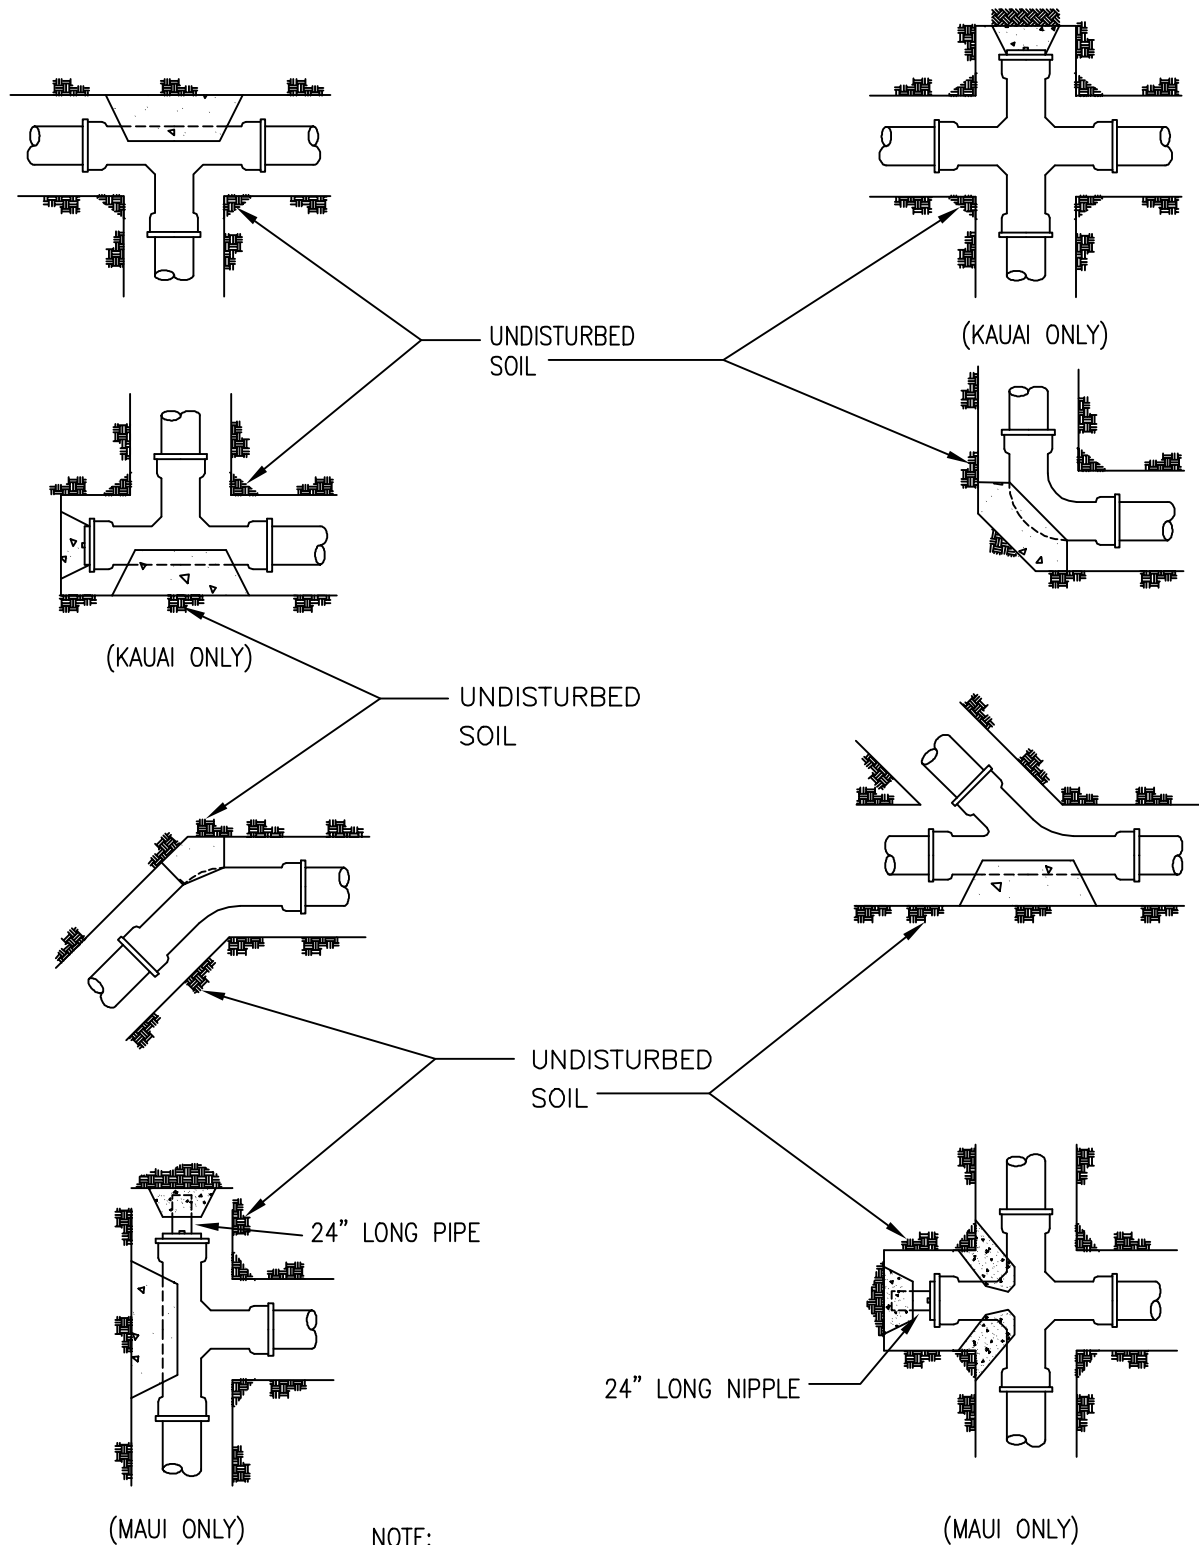 UNDISTURBED
SOIL
(KAUAI ONLY)
(KAUAI ONLY)
UNDISTURBED
SOIL
UNDISTURBED
SOIL
24” LONG PIPE
24” LONG NIPPLE
(MAUI ONLY)
NOTE:
(MAUI ONLY)